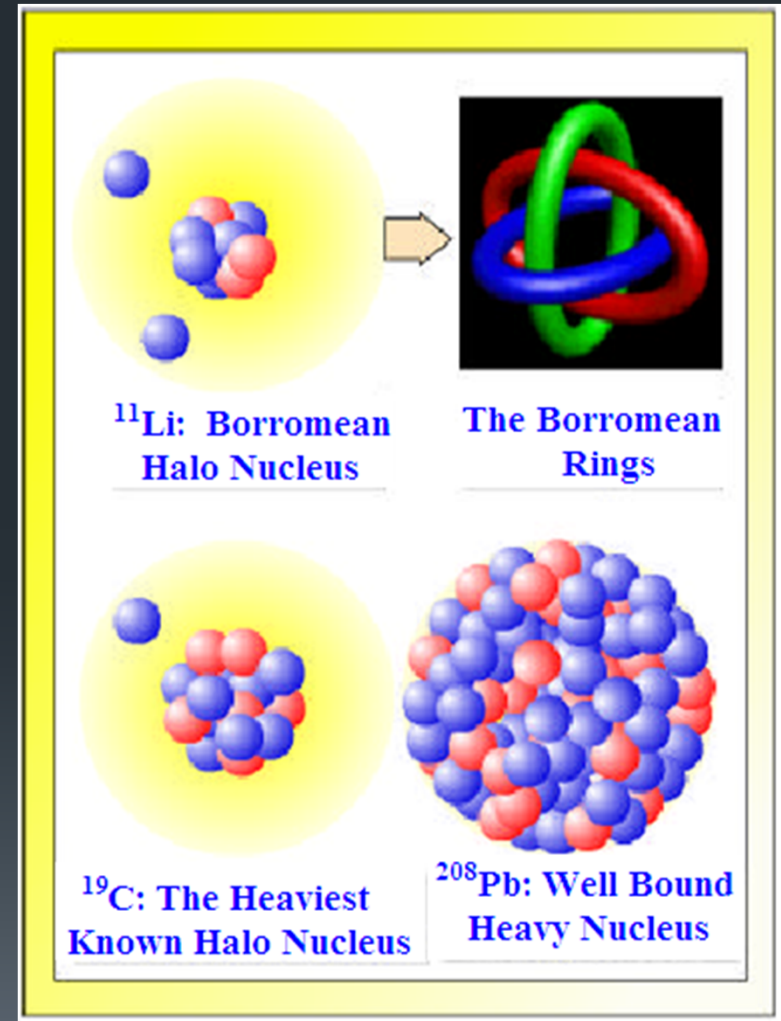 ¹¹Li: Borromean
Halo Nucleus
The Borromean
Rings
¹⁹C: The Heaviest
Known Halo Nucleus
²⁰⁸Pb: Well Bound
Heavy Nucleus